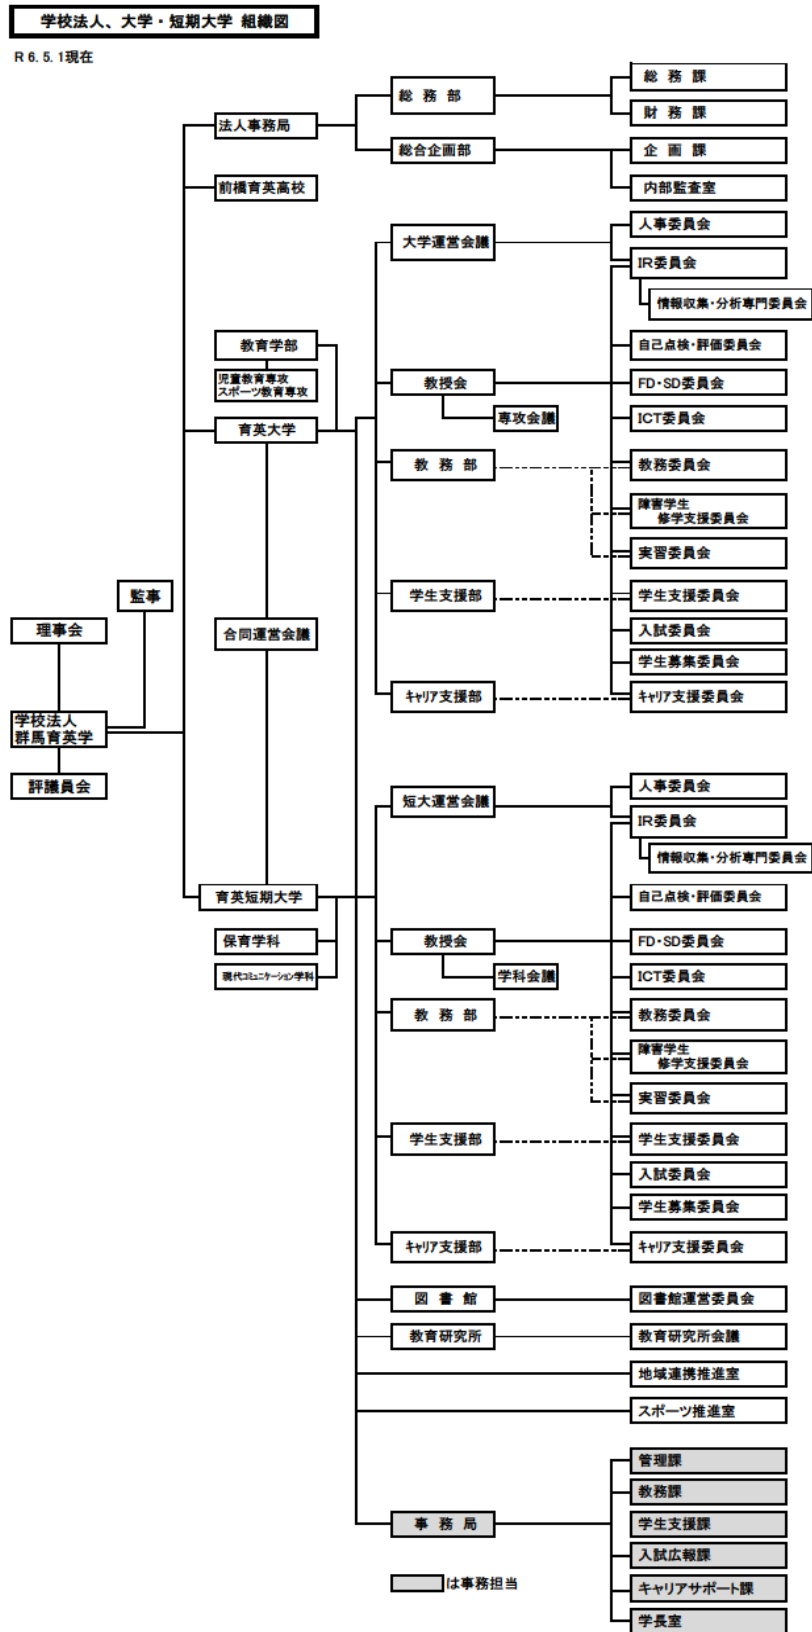 学校法人、大学・短期大学 組織図
R 6. 5. 1現在
総 務 部
総 務 課
財 務 課
法人事務局
総合企画部
企 画 課
内部監査室
前橋育英高校
大学運営会議
人事委員会
IR委員会
情報収集・分析専門委員会
教育学部
児童教育専攻
スポーツ教育専攻
自己点検・評価委員会
教授会
FD・SD委員会
専攻会議
ICT委員会
育英大学
教 務 部
教務委員会
障害学生
修学支援委員会
実習委員会
監事
学生支援部
学生支援委員会
理事会
合同運営会議
入試委員会
学生募集委員会
キャリア支援部
キャリア支援委員会
学校法人
群馬育英学
評議員会
短大運営会議
人事委員会
IR委員会
情報収集・分析専門委員会
育英短期大学
自己点検・評価委員会
保育学科
教授会
FD・SD委員会
現代コミュニケーション学科
学科会議
ICT委員会
教 務 部
教務委員会
障害学生
修学支援委員会
実習委員会
学生支援部
学生支援委員会
入試委員会
学生募集委員会
キャリア支援部
キャリア支援委員会
図 書 館
図書館運営委員会
教育研究所
教育研究所会議
地域連携推進室
スポーツ推進室
管理課
教務課
事 務 局
学生支援課
入試広報課
は事務担当
キャリアサポート課
学長室